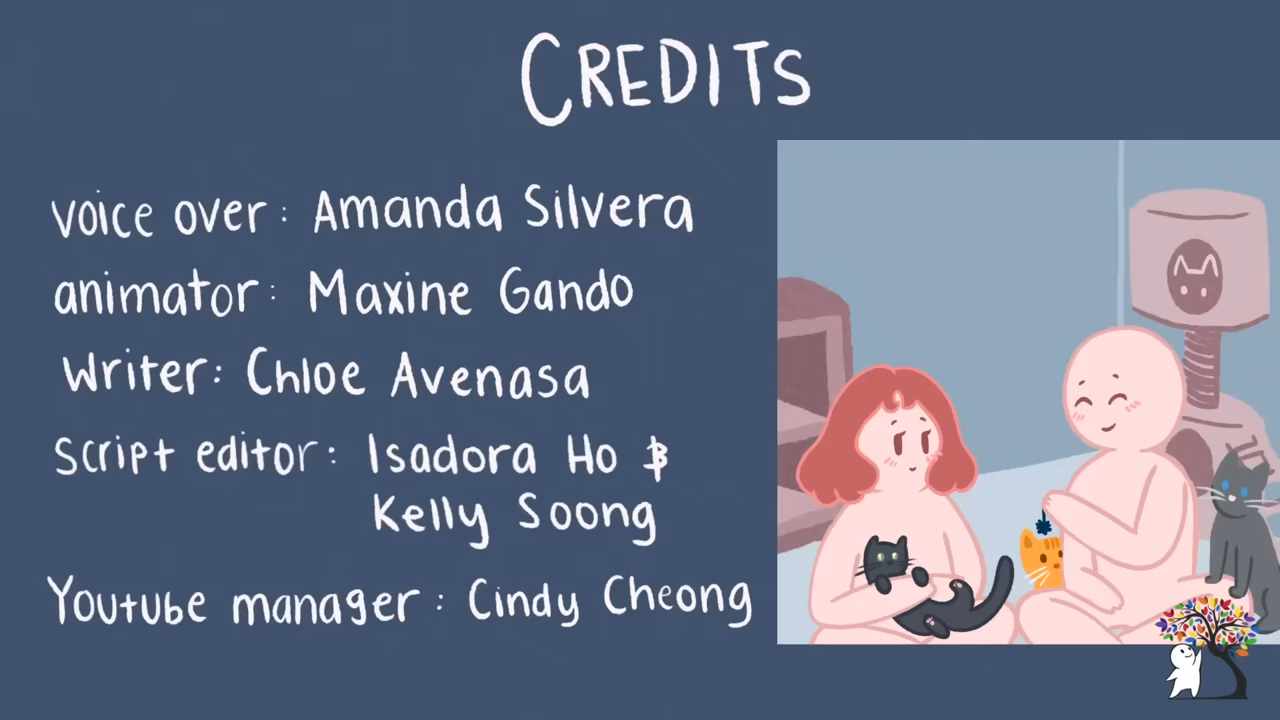 CREDITS
voice over: Amanda Silvera
animator: Maxine Gando
Writer: Chloe Avenasa
script editor: Isadora Ho &
Kelly Soong
Youtube manager: Cindy Cheong